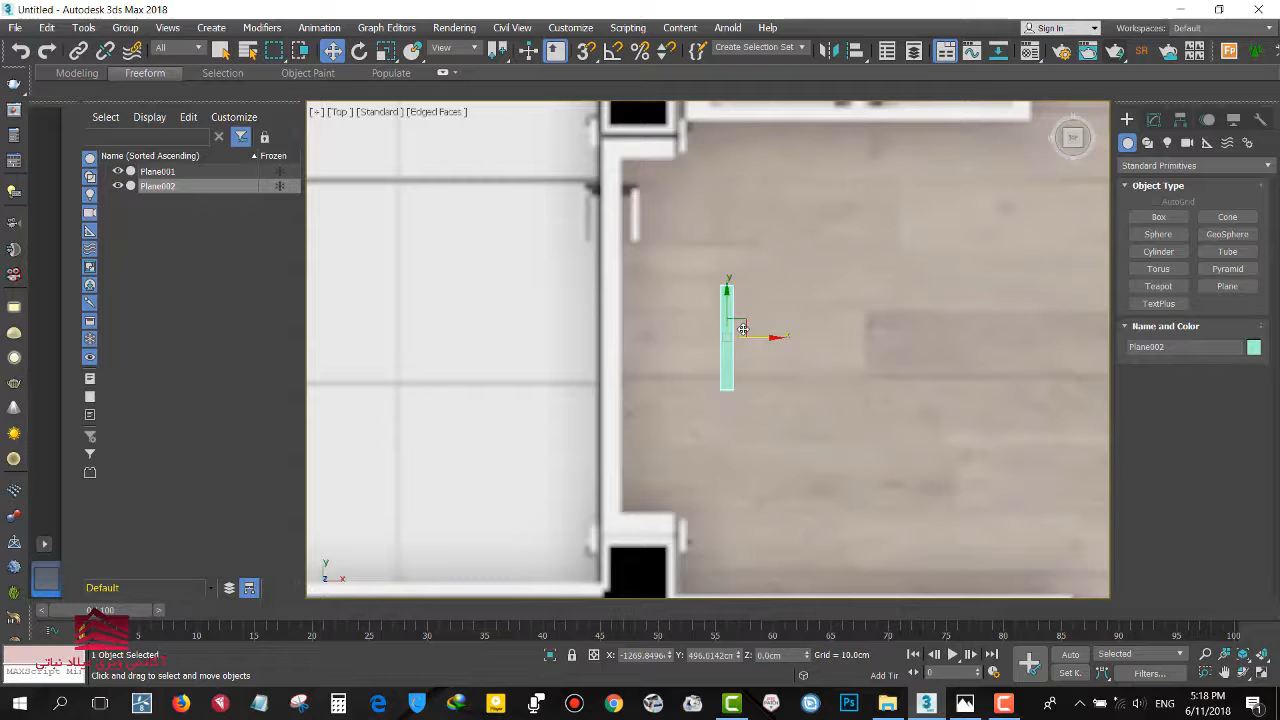 Untitled - Autodesk 3ds Max 2018
File Edit Tools Group Views Create Modifiers Animation Graph Editors Rendering Civil View Customize Scripting Content Arnold Help
Sign In Workspaces: Default
All View Create Selection Set
Modeling Freeform Selection Object Paint Populate
Select Display Edit Customize
Name (Sorted Ascending) Frozen
Plane001
Plane002
[+] [Top ] [Standard ] [Edged Faces ]
y
x
y
z x
Standard Primitives
Object Type
AutoGrid
Box Cone
Sphere GeoSphere
Cylinder Tube
Torus Pyramid
Teapot Plane
TextPlus
Name and Color
Plane002
Default
5 10 15 20 25 30 35 40 45 50 55 60 65 70 75 80 85 90 95 100
1 Object Selected
MAXScript Mi
Click and drag to select and move objects
X: -1269.849 Y: 496.0142cm Z: 0.0cm Grid = 10.0cm
Add Tir
0
Auto Selected
Set K. Filters...
ENG
5:18 PM
6/11/2018